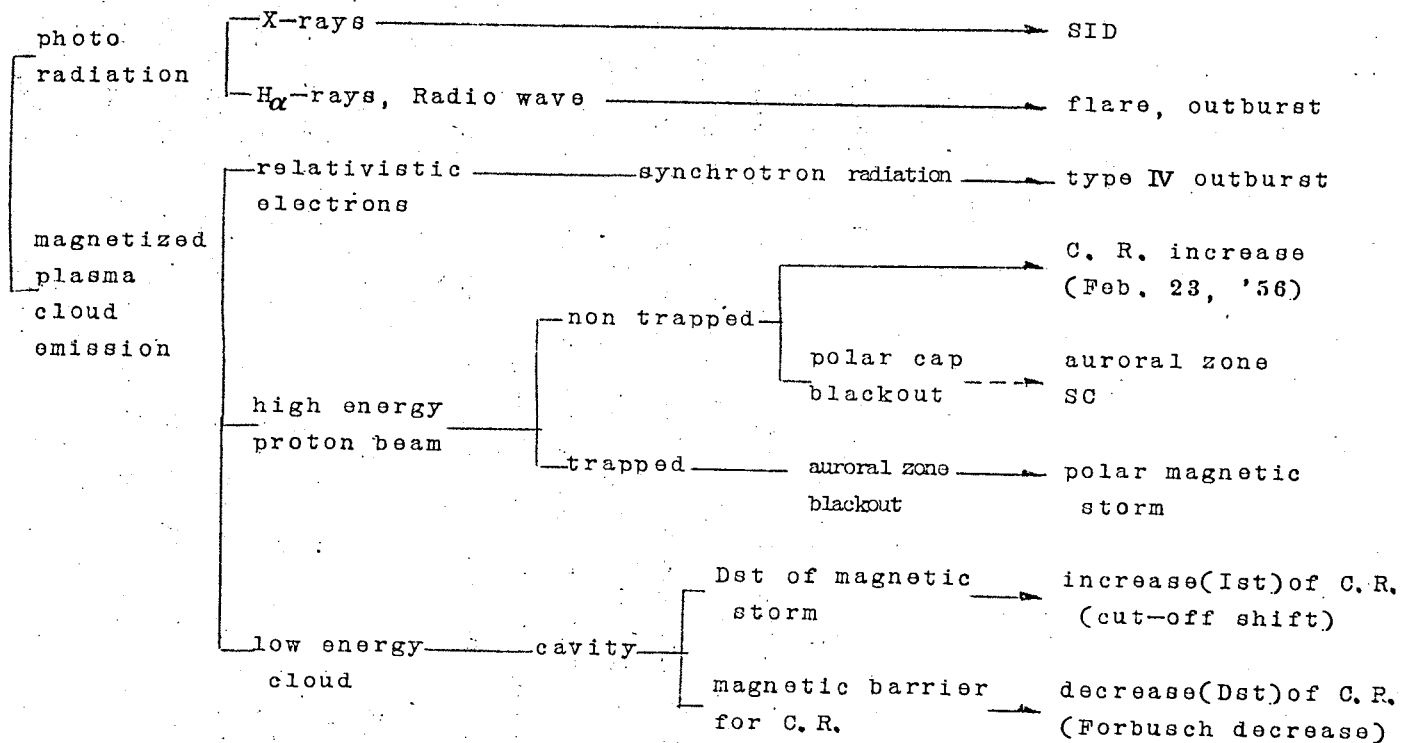 photo
radiation
X-rays
SID
Hα-rays, Radio wave
flare, outburst
relativistic
electrons
synchrotron radiation
type IV outburst
magnetized
plasma
cloud
emission
high energy
proton beam
non trapped
C. R. increase
(Feb. 23, '56)
polar cap
blackout
auroral zone
SC
trapped
auroral zone
blackout
polar magnetic
storm
low energy
cloud
cavity
Dst of magnetic
storm
increase(Ist)of C.R.
(cut-off shift)
magnetic barrier
for C.R.
decrease(Dst)of C.R.
(Forbusch decrease)